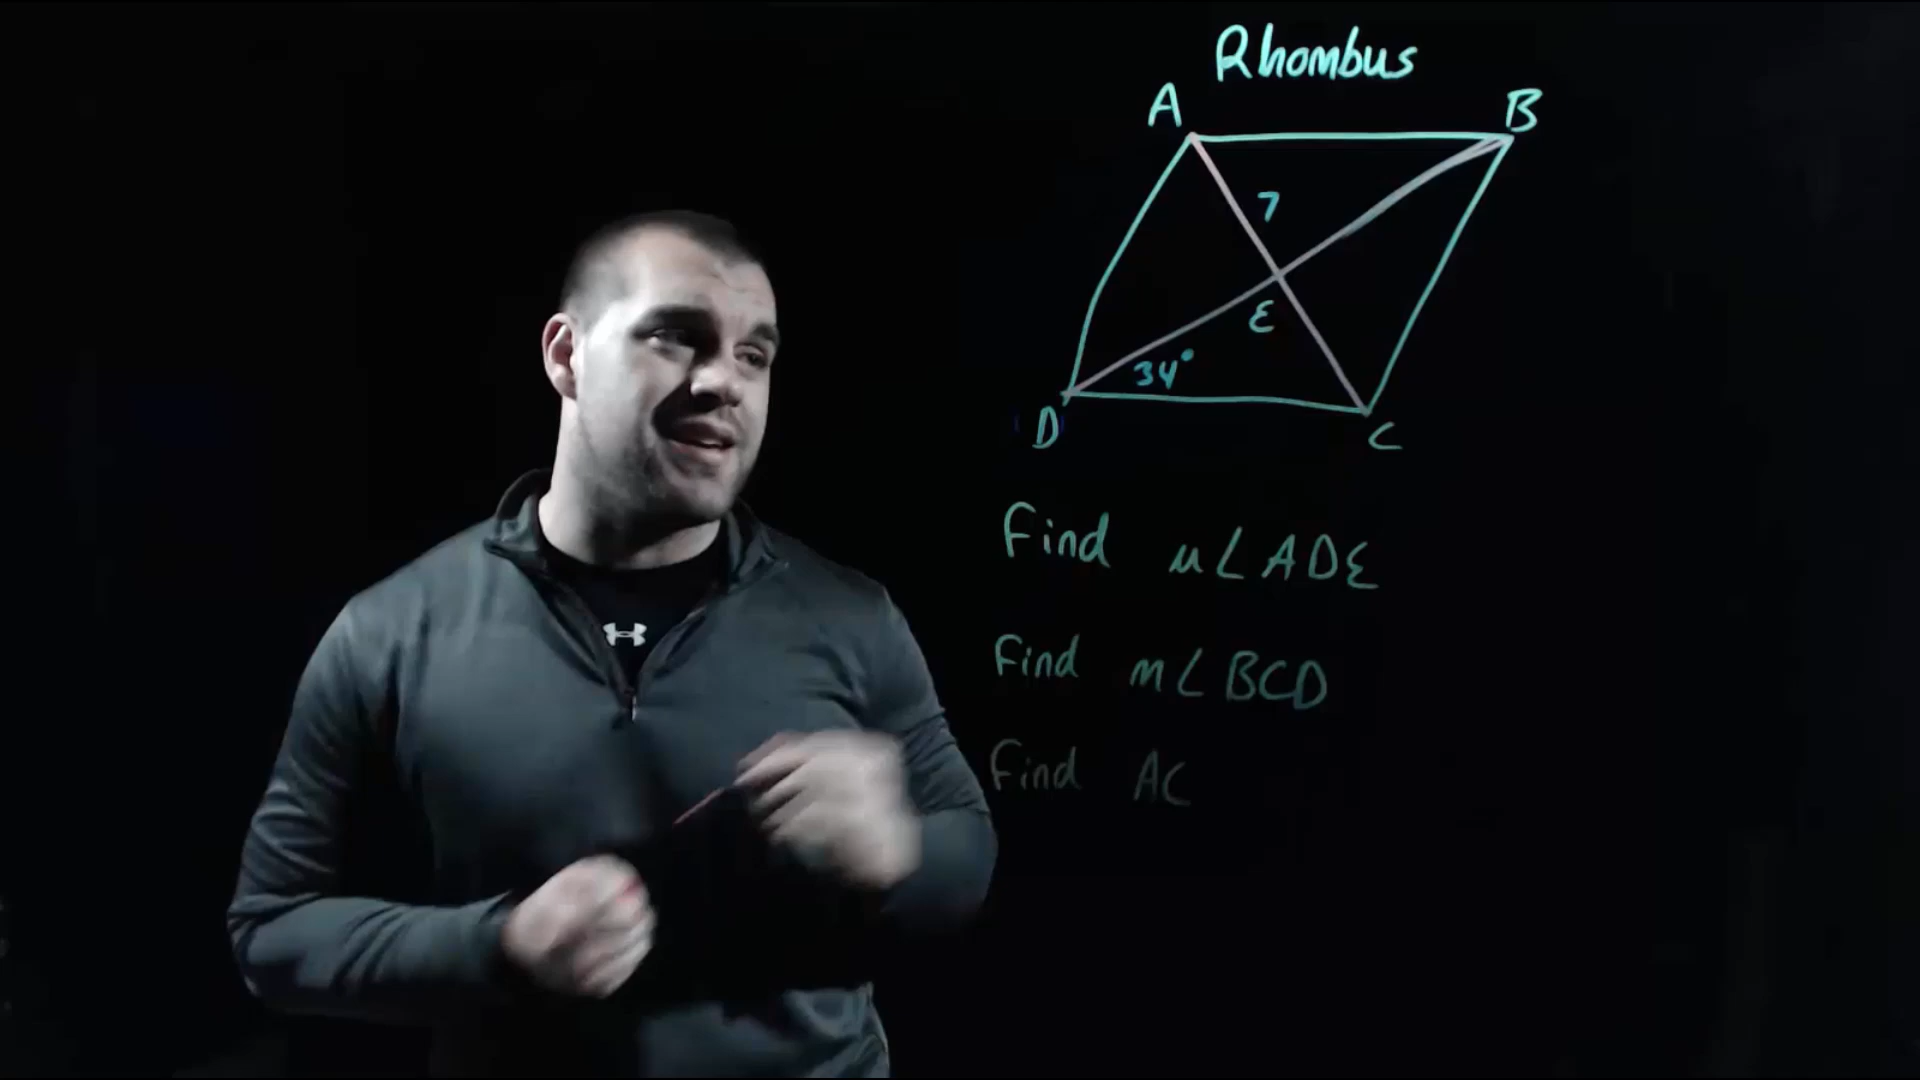 Rhombus
A B
7
E
34°
D C
Find m∠ADE
Find m∠BCD
Find AC